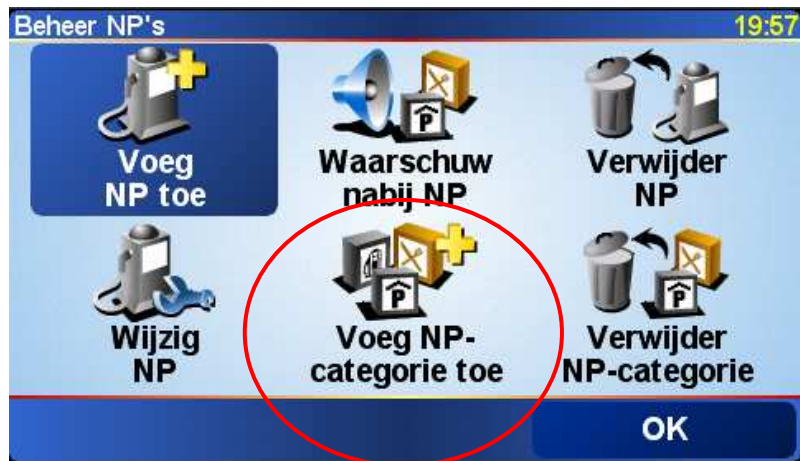 Beheer NP's 19:57
Voeg
NP toe
Waarschuw
nabij NP
Verwijder
NP
Wijzig
NP
Voeg NP-
categorie toe
Verwijder
NP-categorie
OK